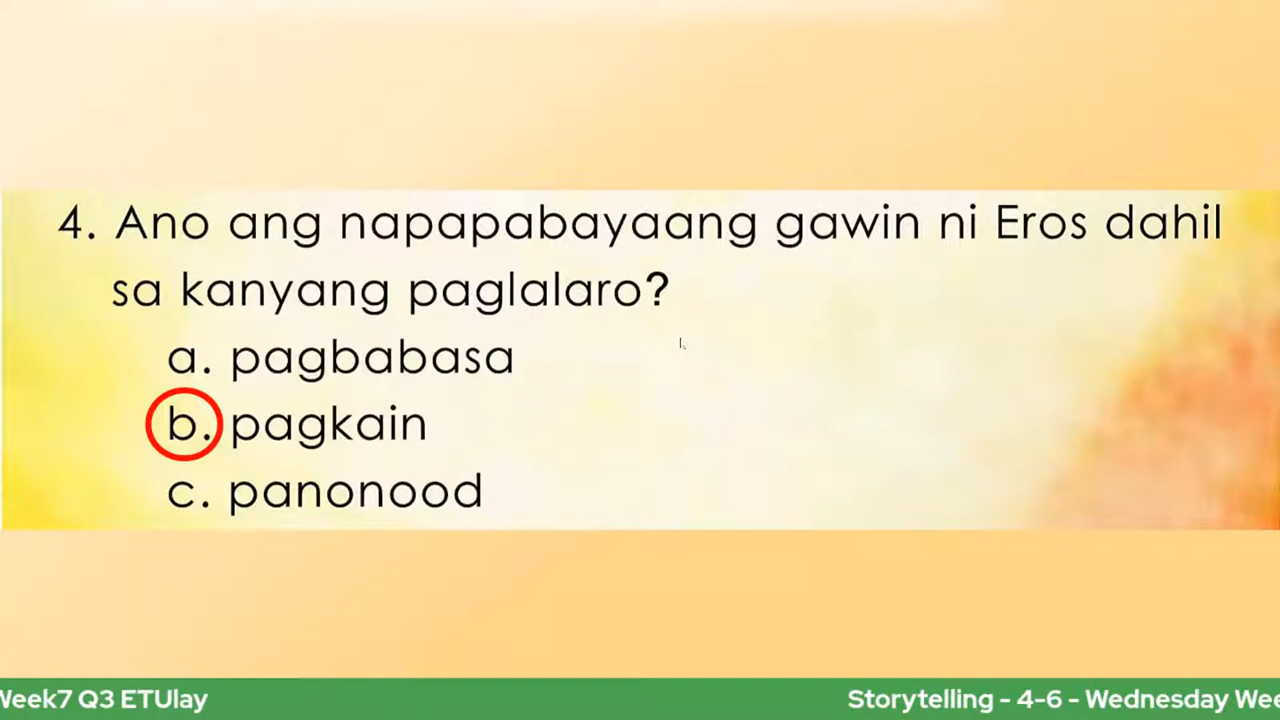 4. Ano ang napapabayaang gawin ni Eros dahil
sa kanyang paglalaro?
a. pagbabasa
b. pagkain
c. panonood
Week7 Q3 ETUlay
Storytelling - 4-6 - Wednesday Wee